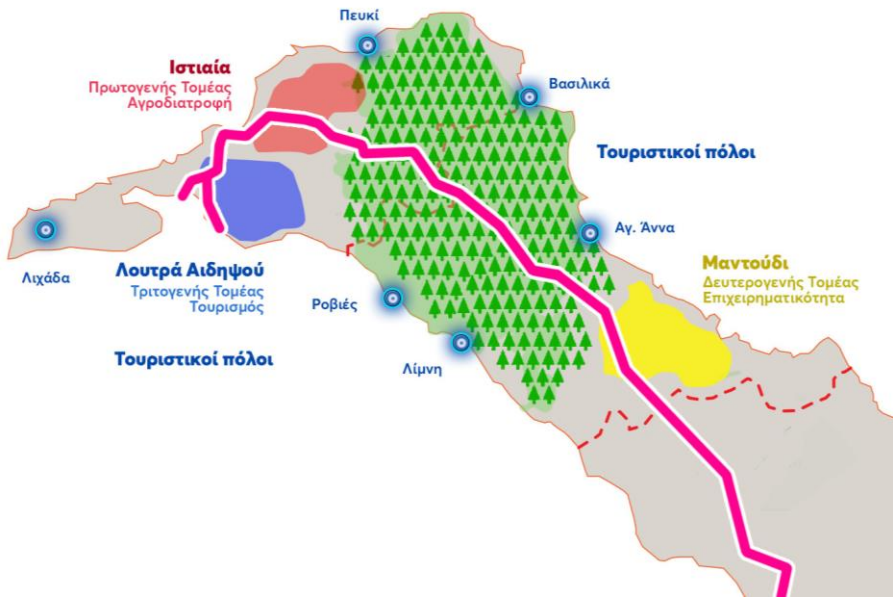 Πευκί
Ιστιαία
Πρωτογενής Τομέας
Αγροδιατροφή
Βασιλικά
Τουριστικοί πόλοι
Αγ. Άννα
Λιχάδα
Λουτρά Αιδηψού
Τριτογενής Τομέας
Τουρισμός
Ροβιές
Μαντούδι
Δευτερογενής Τομέας
Επιχειρηματικότητα
Τουριστικοί πόλοι
Λίμνη